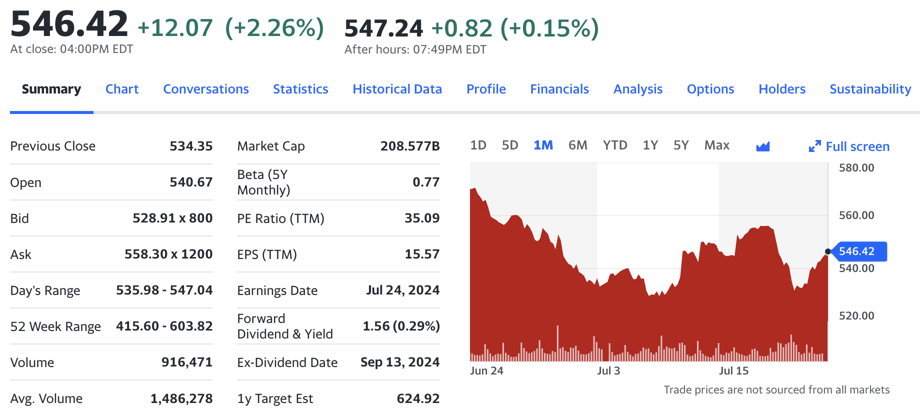 546.42 +12.07 (+2.26%) 547.24 +0.82 (+0.15%)
At close: 04:00PM EDT After hours: 07:49PM EDT
Summary Chart Conversations Statistics Historical Data Profile Financials Analysis Options Holders Sustainability
Previous Close 534.35
Open 540.67
Bid 528.91 x 800
Ask 558.30 x 1200
Day's Range 535.98 - 547.04
52 Week Range 415.60 - 603.82
Volume 916,471
Avg. Volume 1,486,278
Market Cap 208.577B
Beta (5Y
Monthly) 0.77
PE Ratio (TTM) 35.09
EPS (TTM) 15.57
Earnings Date Jul 24, 2024
Forward
Dividend & Yield 1.56 (0.29%)
Ex-Dividend Date Sep 13, 2024
1y Target Est 624.92
1D 5D 1M 6M YTD 1Y 5Y Max Full screen
580.00
560.00
546.42
540.00
520.00
Jun 24 Jul 3 Jul 15
Trade prices are not sourced from all markets